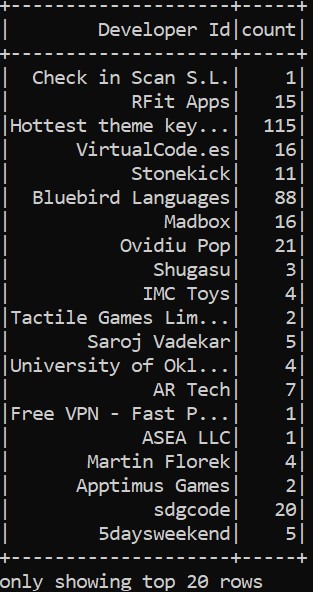 +--------------------+-----+
|        Developer Id|count|
+--------------------+-----+
|  Check in Scan S.L.|    1|
|           RFit Apps|   15|
|Hottest theme key...|  115|
|      VirtualCode.es|   16|
|           Stonekick|   11|
|  Bluebird Languages|   88|
|              Madbox|   16|
|          Ovidiu Pop|   21|
|             Shugasu|    3|
|            IMC Toys|    4|
|Tactile Games Lim...|    2|
|       Saroj Vadekar|    5|
|University of Okl...|    4|
|             AR Tech|    7|
|Free VPN - Fast P...|    1|
|            ASEA LLC|    1|
|       Martin Florek|    4|
|      Apptimus Games|    2|
|             sdgcode|   20|
|        5daysweekend|    5|
+--------------------+-----+
only showing top 20 rows